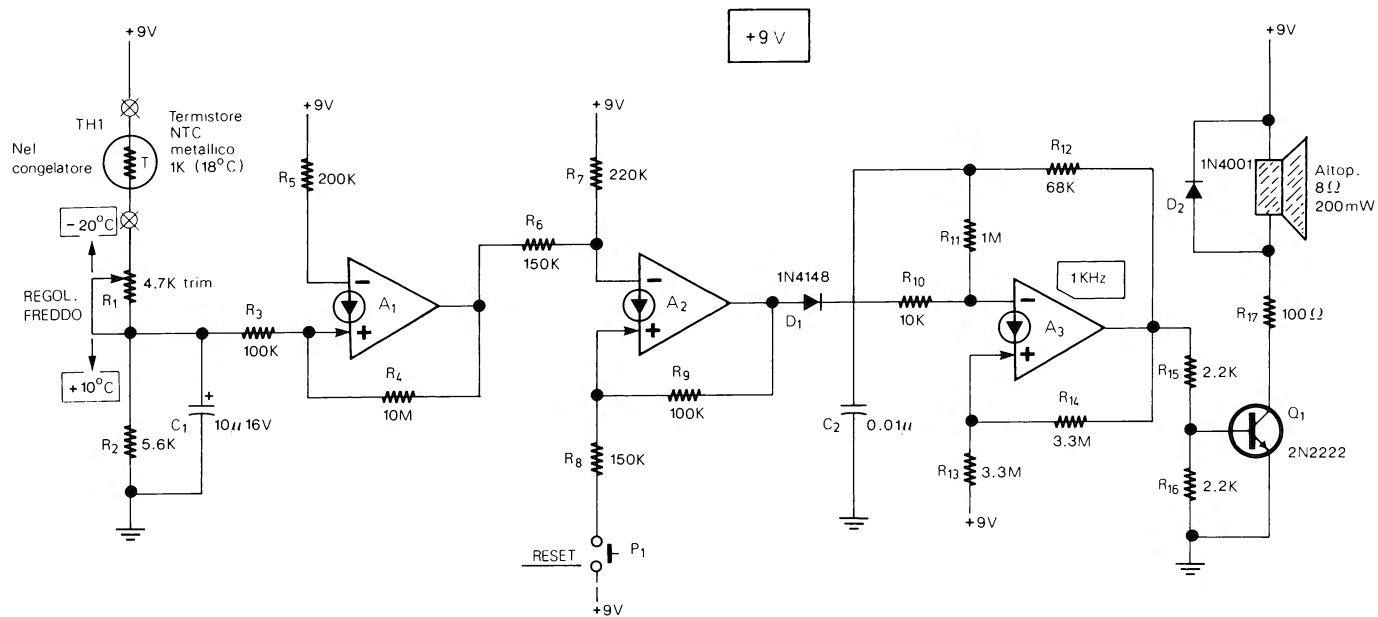 +9V
+9V
+9V
TH1
Termistore
NTC
metallico
1K (18°C)
Nel
congelatore
+9V
+9V
R12
68K
1N4001
D2
Altop.
8Ω
200mW
R5
200K
R7
220K
R6
150K
R11
1M
−20°C
R1
4.7K trim
REGOL.
FREDDO
+10°C
R3
100K
−
A1
+
R4
10M
−
A2
+
1N4148
D1
R10
10K
1KHz
−
A3
+
R17
100Ω
R9
100K
R15
2.2K
R14
3.3M
Q1
2N2222
R2
5.6K
C1
+
10µ 16V
R8
150K
C2
0.01µ
R13
3.3M
+9V
R16
2.2K
RESET
P1
+9V
T